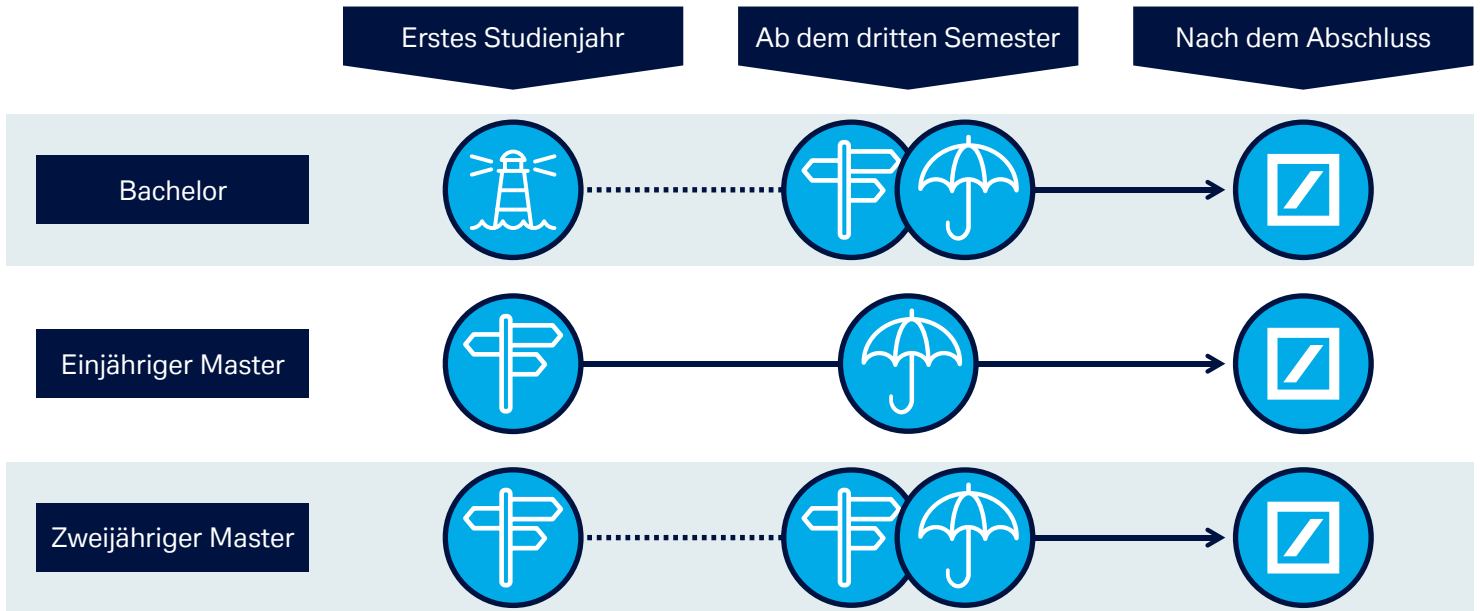 Erstes Studienjahr
Ab dem dritten Semester
Nach dem Abschluss
Bachelor
Einjähriger Master
Zweijähriger Master